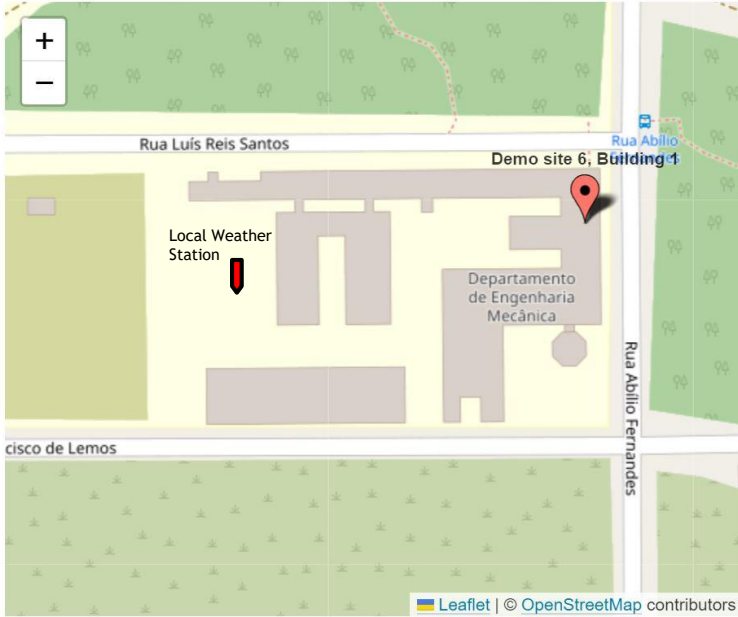 +
−
Rua Luís Reis Santos
Rua Abílio
Fernandes
Demo site 6, Building 1
Local Weather
Station
Departamento
de Engenharia
Mecânica
Rua Abílio Fernandes
cisco de Lemos
Leaflet | © OpenStreetMap contributors